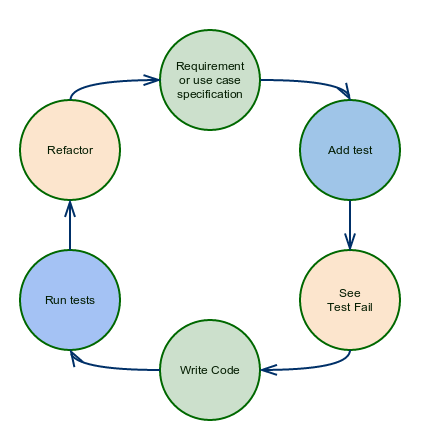 Requirement
or use case
specification
Add test
See
Test Fail
Write Code
Run tests
Refactor